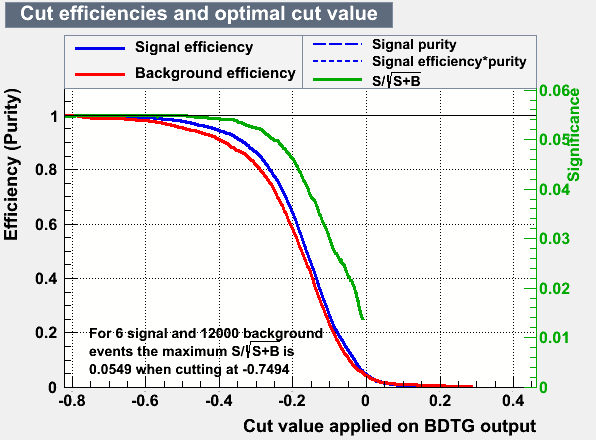 Cut efficiencies and optimal cut value
Signal efficiency
Background efficiency
Signal purity
Signal efficiency*purity
S/√S+B
Efficiency (Purity)
1
0.8
0.6
0.4
0.2
0
0.06
0.05
0.04
0.03
0.02
0.01
0
Significance
For 6 signal and 12000 background
events the maximum S/√S+B is
0.0549 when cutting at -0.7494
-0.8 -0.6 -0.4 -0.2 0 0.2 0.4
Cut value applied on BDTG output